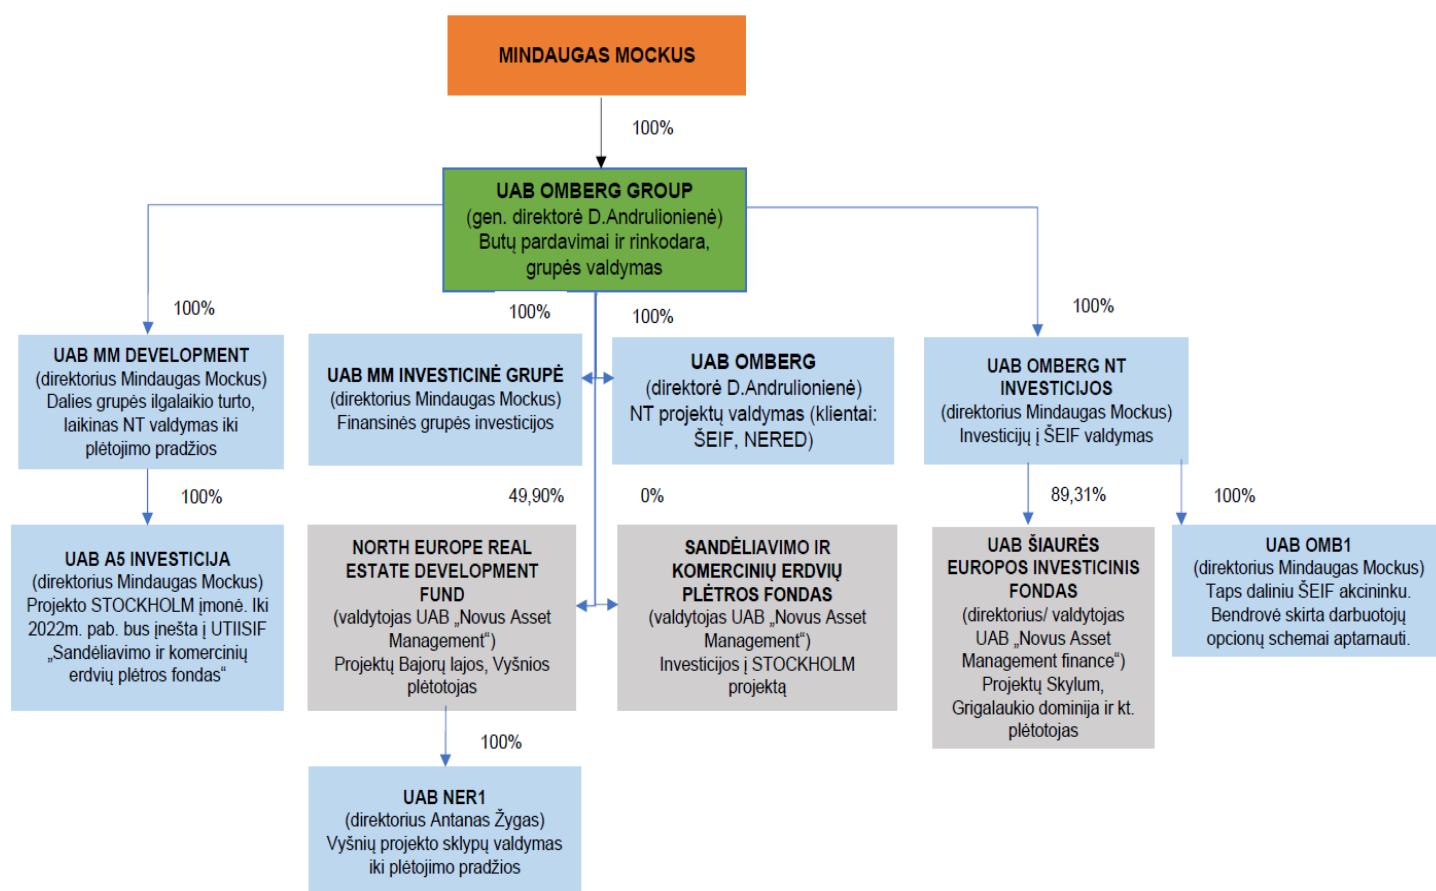 MINDAUGAS MOCKUS
100%
UAB OMBERG GROUP
(gen. direktorė D.Andrulionienė)
Butų pardavimai ir rinkodara,
grupės valdymas
100%
100%
100%
100%
UAB MM DEVELOPMENT
(direktorius Mindaugas Mockus)
Dalies grupės ilgalaikio turto,
laikinas NT valdymas iki
plėtojimo pradžios
UAB MM INVESTICINĖ GRUPĖ
(direktorius Mindaugas Mockus)
Finansinės grupės investicijos
UAB OMBERG
(direktorė D.Andrulionienė)
NT projektų valdymas (klientai:
ŠEIF, NERED)
UAB OMBERG NT
INVESTICIJOS
(direktorius Mindaugas Mockus)
Investicijų į ŠEIF valdymas
100%
49,90%
0%
89,31%
100%
UAB A5 INVESTICIJA
(direktorius Mindaugas Mockus)
Projekto STOCKHOLM įmonė. Iki
2022m. pab. bus įnešta į UTIISIF
„Sandėliavimo ir komercinių
erdvių plėtros fondas“
NORTH EUROPE REAL
ESTATE DEVELOPMENT
FUND
(valdytojas UAB „Novus Asset
Management“)
Projektų Bajorų lajos, Vyšnios
plėtotojas
SANDĖLIAVIMO IR
KOMERCINIŲ ERDVIŲ
PLĖTROS FONDAS
(valdytojas UAB „Novus Asset
Management“)
Investicijos į STOCKHOLM
projektą
UAB ŠIAURĖS
EUROPOS INVESTICINIS
FONDAS
(direktorius/ valdytojas
UAB „Novus Asset
Management finance“)
Projektų Skylum,
Grigalaukio dominija ir kt.
plėtotojas
UAB OMB1
(direktorius Mindaugas Mockus)
Taps daliniu ŠEIF akcininku.
Bendrovė skirta darbuotojų
opcionų schemai aptarnauti.
100%
UAB NER1
(direktorius Antanas Žygas)
Vyšnių projekto sklypų valdymas
iki plėtojimo pradžios